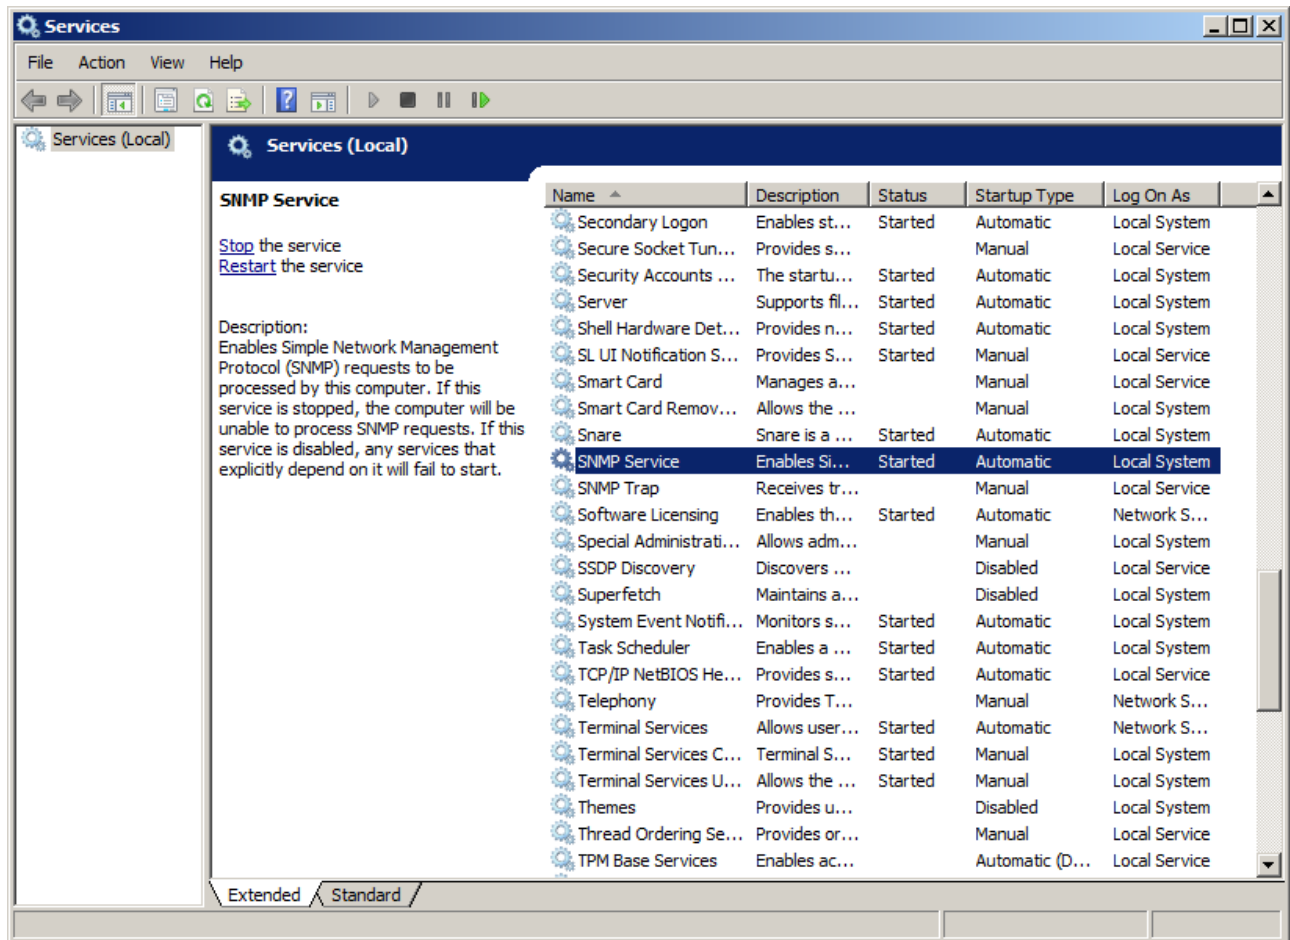 Services
File Action View Help
Services (Local)
Services (Local)
SNMP Service
Stop the service
Restart the service
Description:
Enables Simple Network Management
Protocol (SNMP) requests to be
processed by this computer. If this
service is stopped, the computer will be
unable to process SNMP requests. If this
service is disabled, any services that
explicitly depend on it will fail to start.
Name Description Status Startup Type Log On As
Secondary Logon Enables st... Started Automatic Local System
Secure Socket Tun... Provides s... Manual Local Service
Security Accounts ... The startu... Started Automatic Local System
Server Supports fil... Started Automatic Local System
Shell Hardware Det... Provides n... Started Automatic Local System
SL UI Notification S... Provides S... Started Manual Local Service
Smart Card Manages a... Manual Local Service
Smart Card Remov... Allows the ... Manual Local System
Snare Snare is a ... Started Automatic Local System
SNMP Service Enables Si... Started Automatic Local System
SNMP Trap Receives tr... Manual Local Service
Software Licensing Enables th... Started Automatic Network S...
Special Administrati... Allows adm... Manual Local System
SSDP Discovery Discovers ... Disabled Local Service
Superfetch Maintains a... Disabled Local System
System Event Notifi... Monitors s... Started Automatic Local System
Task Scheduler Enables a ... Started Automatic Local System
TCP/IP NetBIOS He... Provides s... Started Automatic Local Service
Telephony Provides T... Manual Network S...
Terminal Services Allows user... Started Automatic Network S...
Terminal Services C... Terminal S... Started Manual Local System
Terminal Services U... Allows the ... Started Manual Local System
Themes Provides u... Disabled Local System
Thread Ordering Se... Provides or... Manual Local Service
TPM Base Services Enables ac... Automatic (D... Local Service
Extended Standard